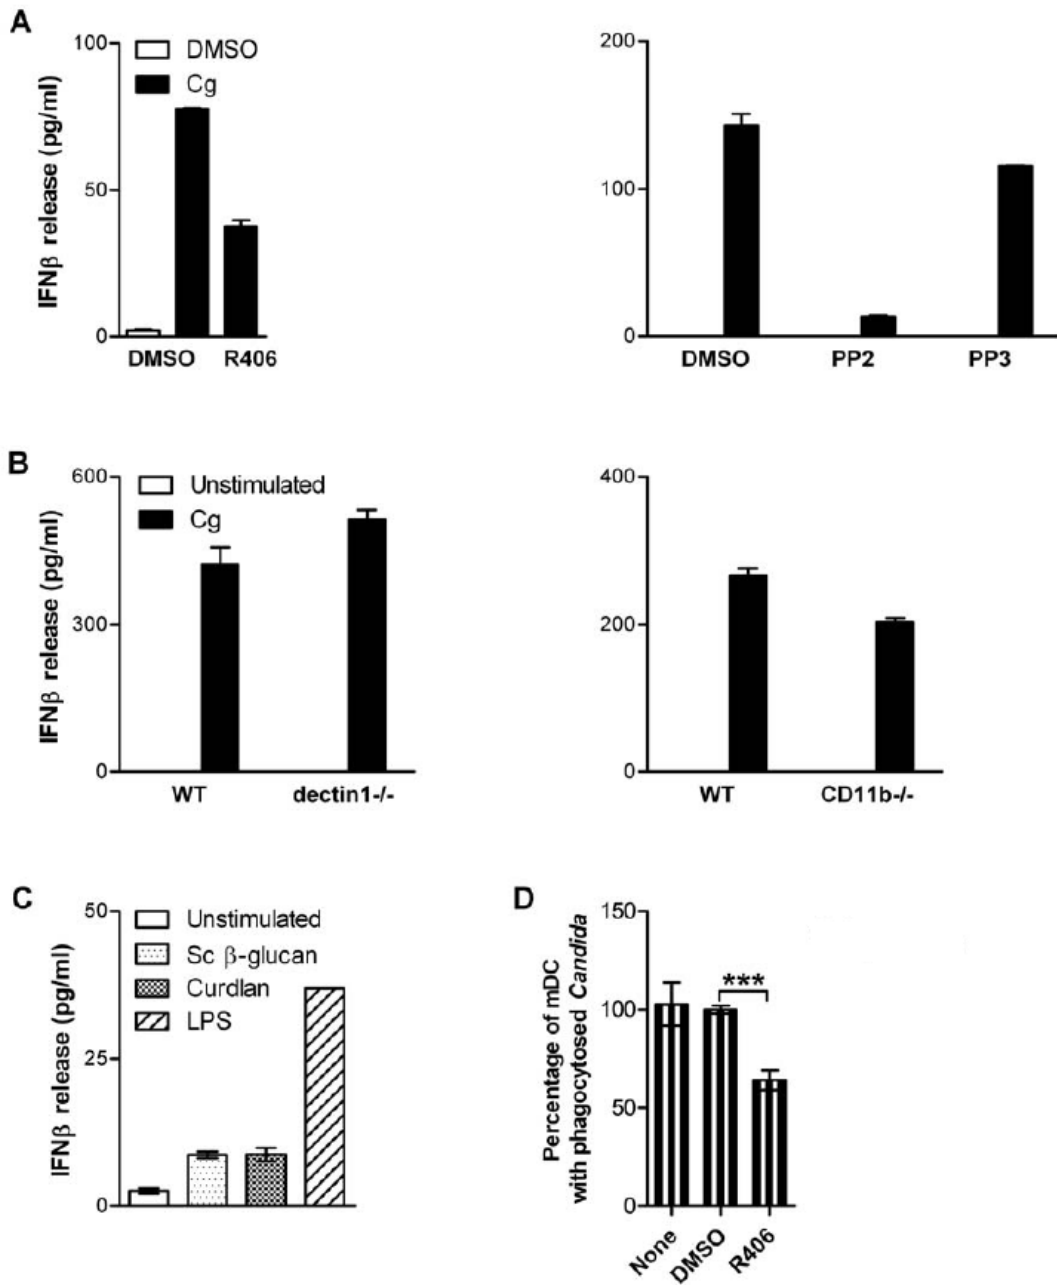 A
100
50
0
IFNβ release (pg/ml)
DMSO
Cg
DMSO R406
200
100
0
DMSO PP2 PP3
B
600
300
0
IFNβ release (pg/ml)
Unstimulated
Cg
WT dectin1-/-
400
200
0
WT CD11b-/-
C
50
25
0
IFNβ release (pg/ml)
Unstimulated
Sc β-glucan
Curdlan
LPS
D
150
100
50
0
Percentage of mDC
with phagocytosed Candida
***
None DMSO R406